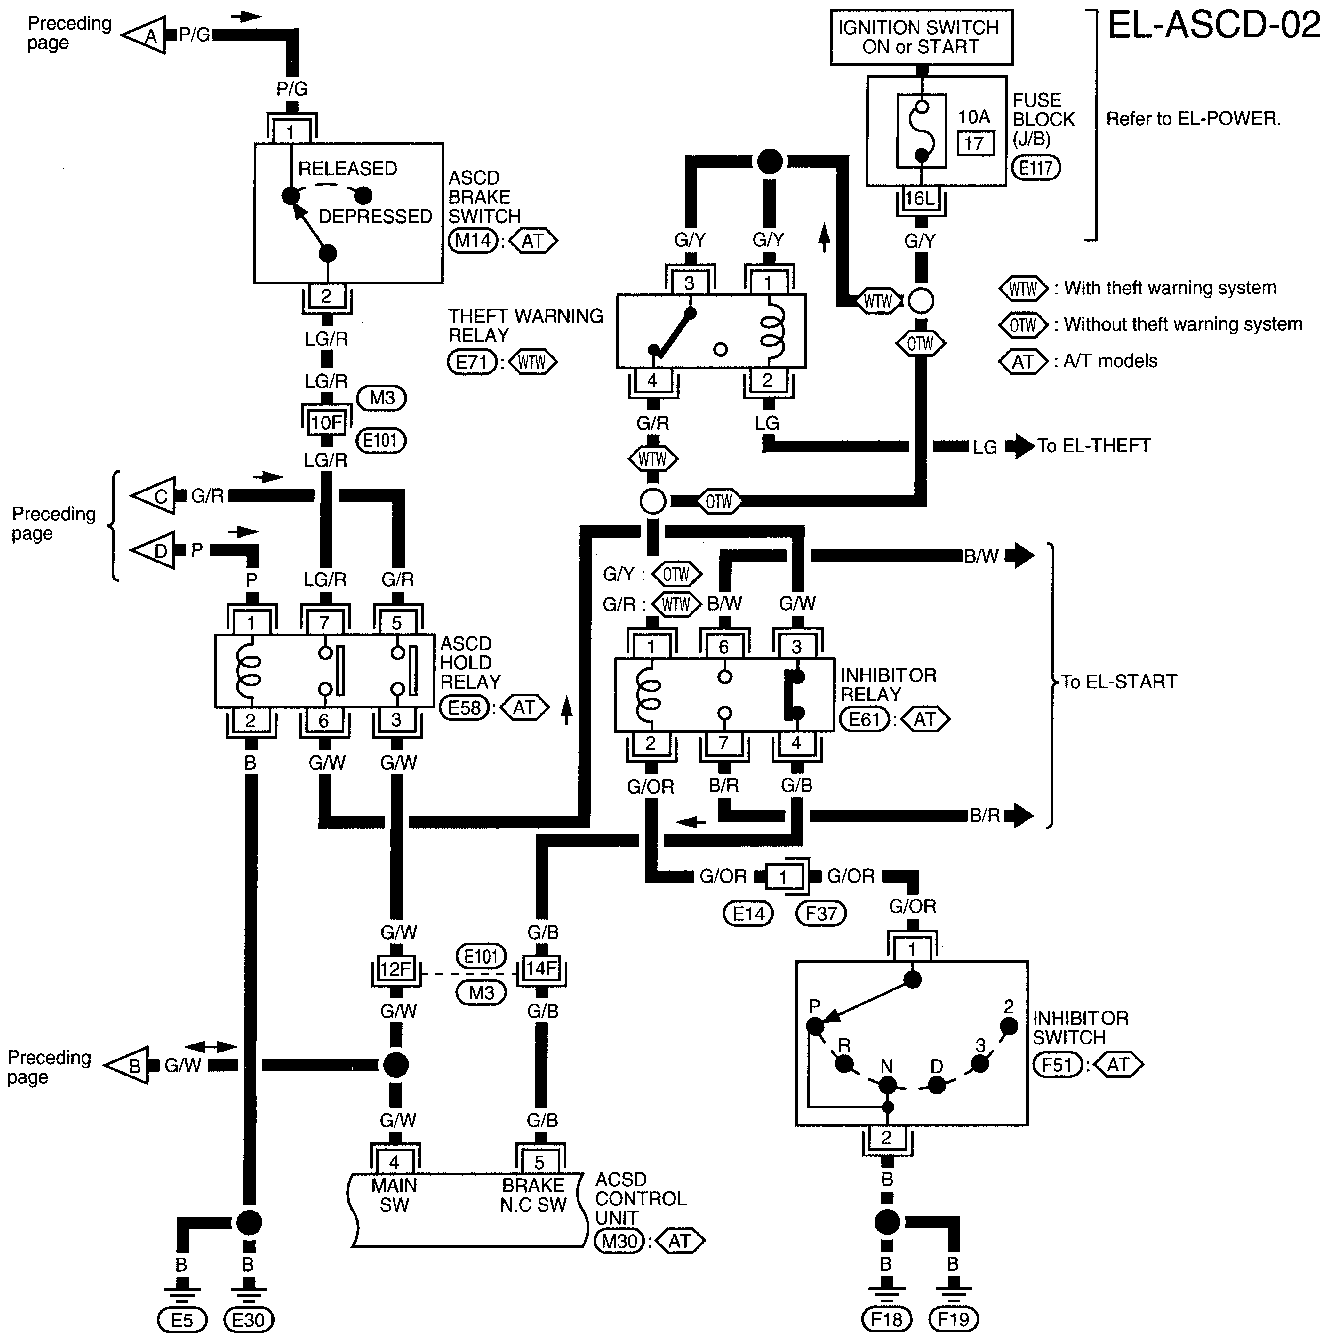 EL-ASCD-02
Preceding
page
A
P/G
P/G
1
RELEASED
DEPRESSED
ASCD
BRAKE
SWITCH
M14 : AT
2
LG/R
LG/R
M3
10F
E101
LG/R
IGNITION SWITCH
ON or START
10A
17
FUSE
BLOCK
(J/B)
E117
Refer to EL-POWER.
16L
G/Y
G/Y
G/Y
3
1
WTW
OTW
WTW : With theft warning system
OTW : Without theft warning system
AT : A/T models
THEFT WARNING
RELAY
E71 : WTW
4
2
G/R
LG
LG
To EL-THEFT
WTW
OTW
Preceding
page
C
G/R
D
P
P
LG/R
G/R
1
7
5
ASCD
HOLD
RELAY
E58 : AT
2
6
3
B
G/W
G/W
G/Y : OTW
G/R : WTW
B/W
G/W
B/W
1
6
3
INHIBITOR
RELAY
E61 : AT
2
7
4
G/OR
B/R
G/B
B/R
To EL-START
G/OR
1
G/OR
E14
F37
G/OR
1
P
R
N
D
3
2
INHIBITOR
SWITCH
F51 : AT
2
B
B
B
F18
F19
G/W
G/B
12F
E101
M3
14F
G/W
G/B
Preceding
page
B
G/W
G/W
G/B
4
5
MAIN
SW
BRAKE
N.C SW
ACSD
CONTROL
UNIT
M30 : AT
B
B
E5
E30